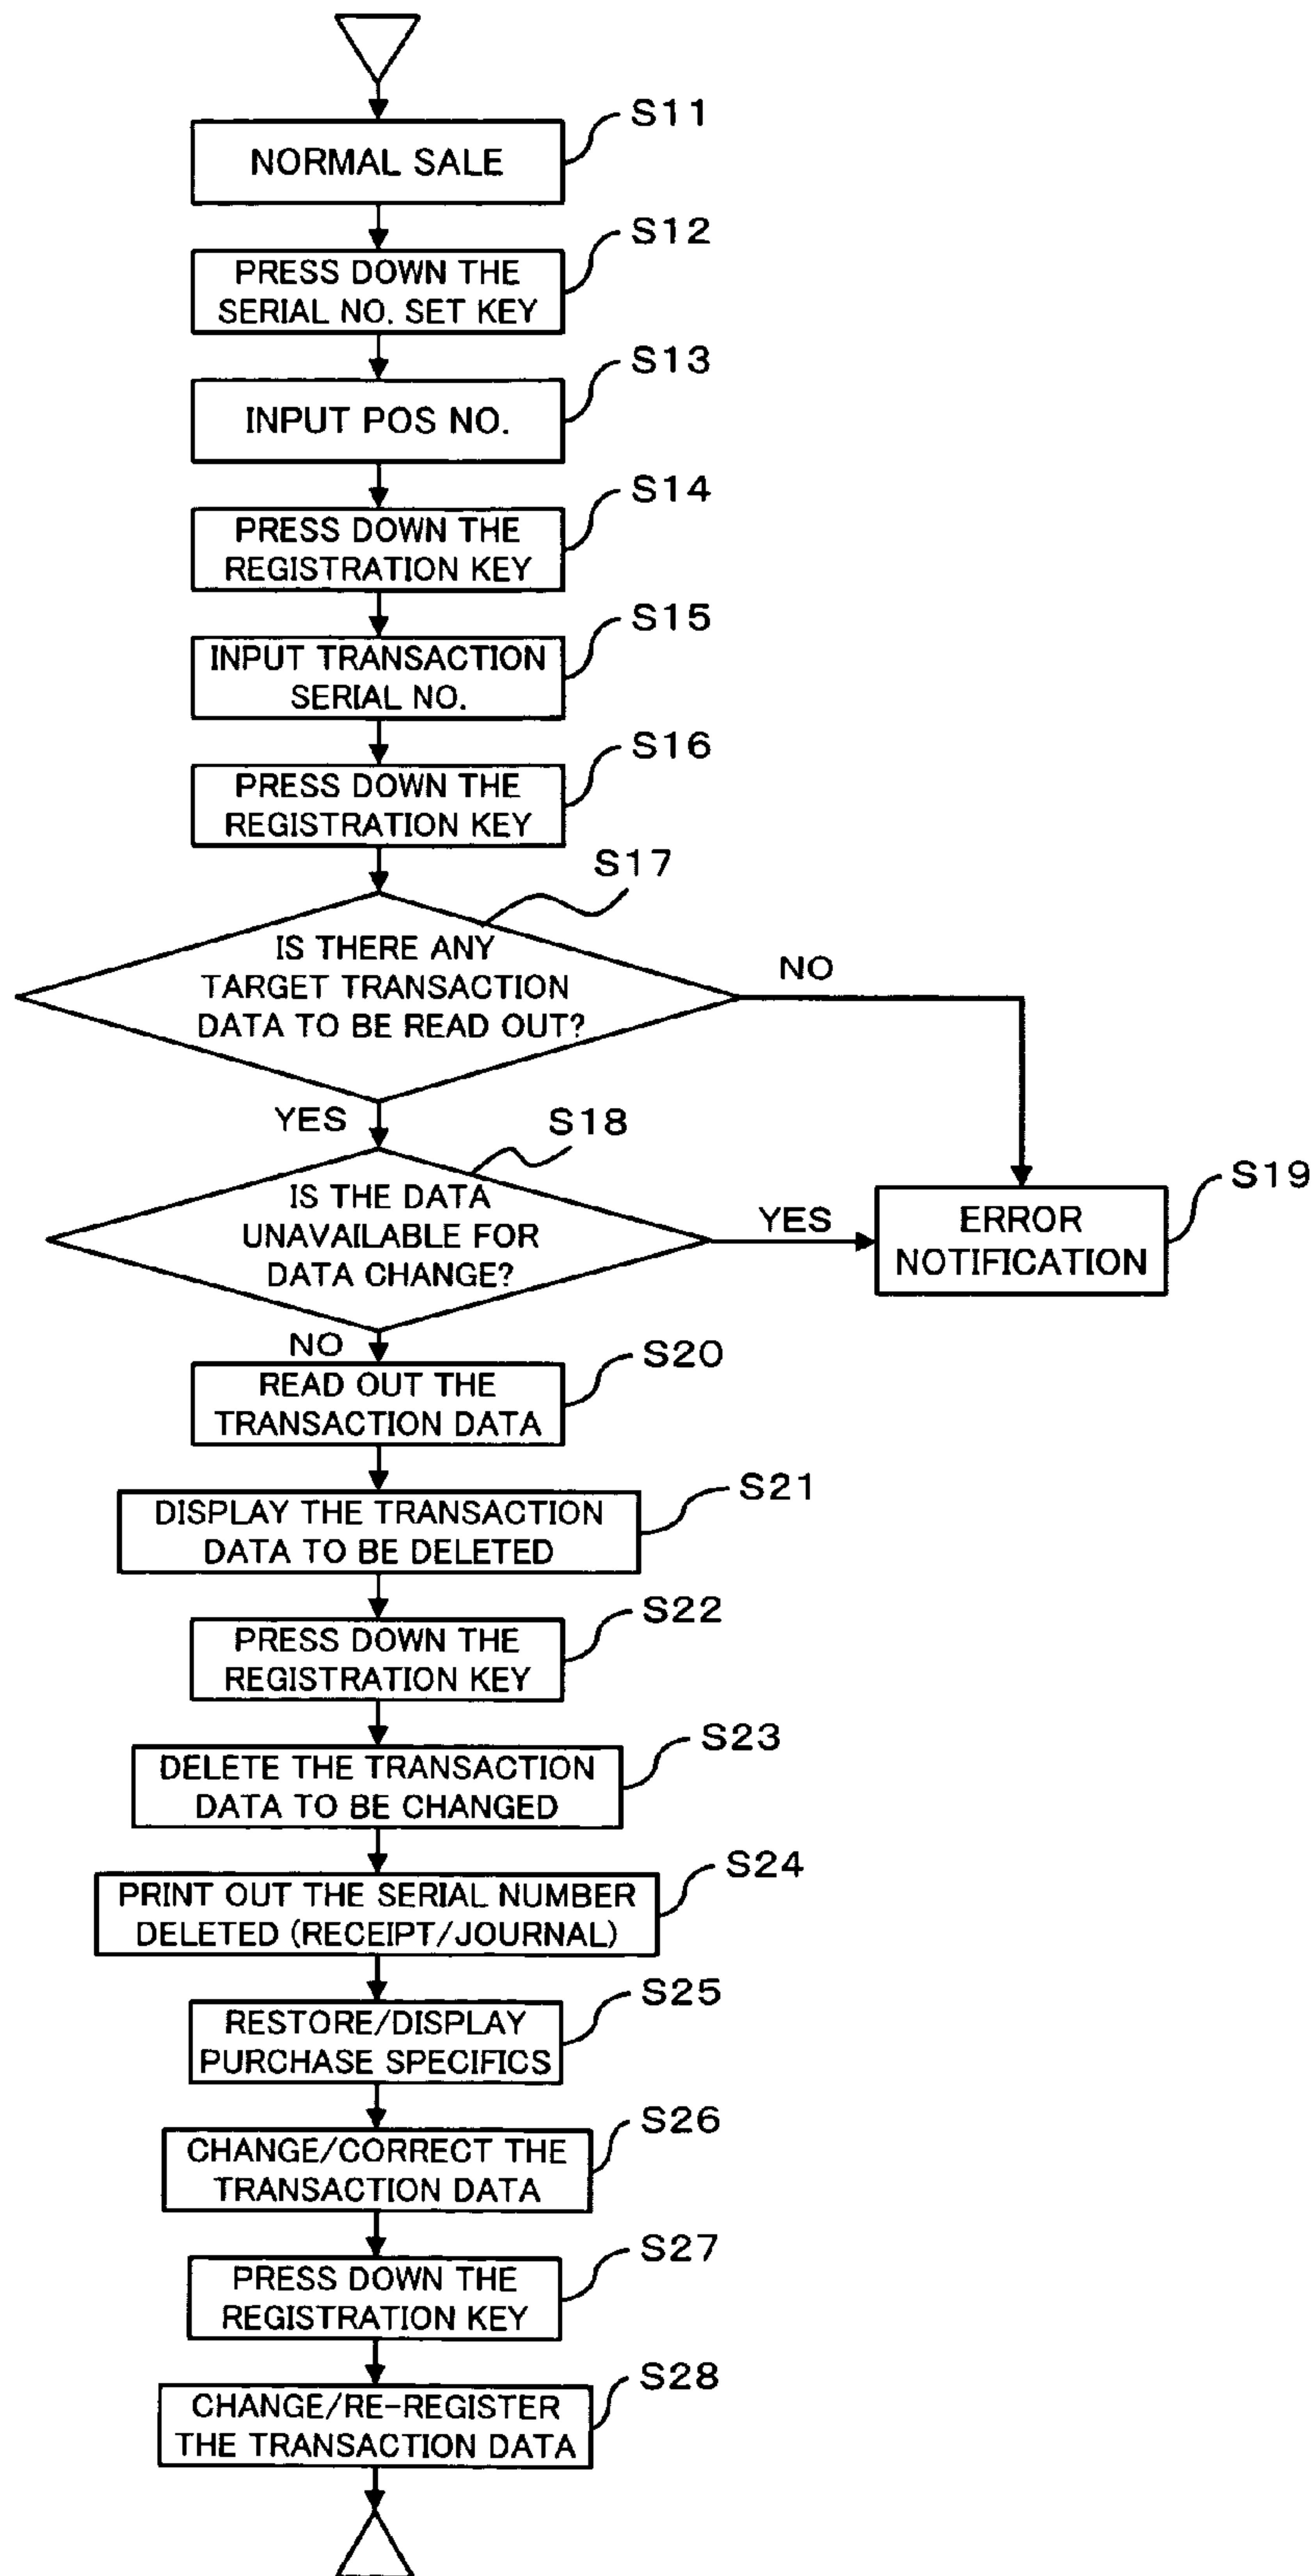 S11
NORMAL SALE
S12
PRESS DOWN THE
SERIAL NO. SET KEY
S13
INPUT POS NO.
S14
PRESS DOWN THE
REGISTRATION KEY
S15
INPUT TRANSACTION
SERIAL NO.
S16
PRESS DOWN THE
REGISTRATION KEY
S17
IS THERE ANY
TARGET TRANSACTION
DATA TO BE READ OUT?
NO
YES
S18
IS THE DATA
UNAVAILABLE FOR
DATA CHANGE?
YES
S19
ERROR
NOTIFICATION
NO
S20
READ OUT THE
TRANSACTION DATA
S21
DISPLAY THE TRANSACTION
DATA TO BE DELETED
S22
PRESS DOWN THE
REGISTRATION KEY
S23
DELETE THE TRANSACTION
DATA TO BE CHANGED
S24
PRINT OUT THE SERIAL NUMBER
DELETED (RECEIPT/JOURNAL)
S25
RESTORE/DISPLAY
PURCHASE SPECIFICS
S26
CHANGE/CORRECT THE
TRANSACTION DATA
S27
PRESS DOWN THE
REGISTRATION KEY
S28
CHANGE/RE-REGISTER
THE TRANSACTION DATA